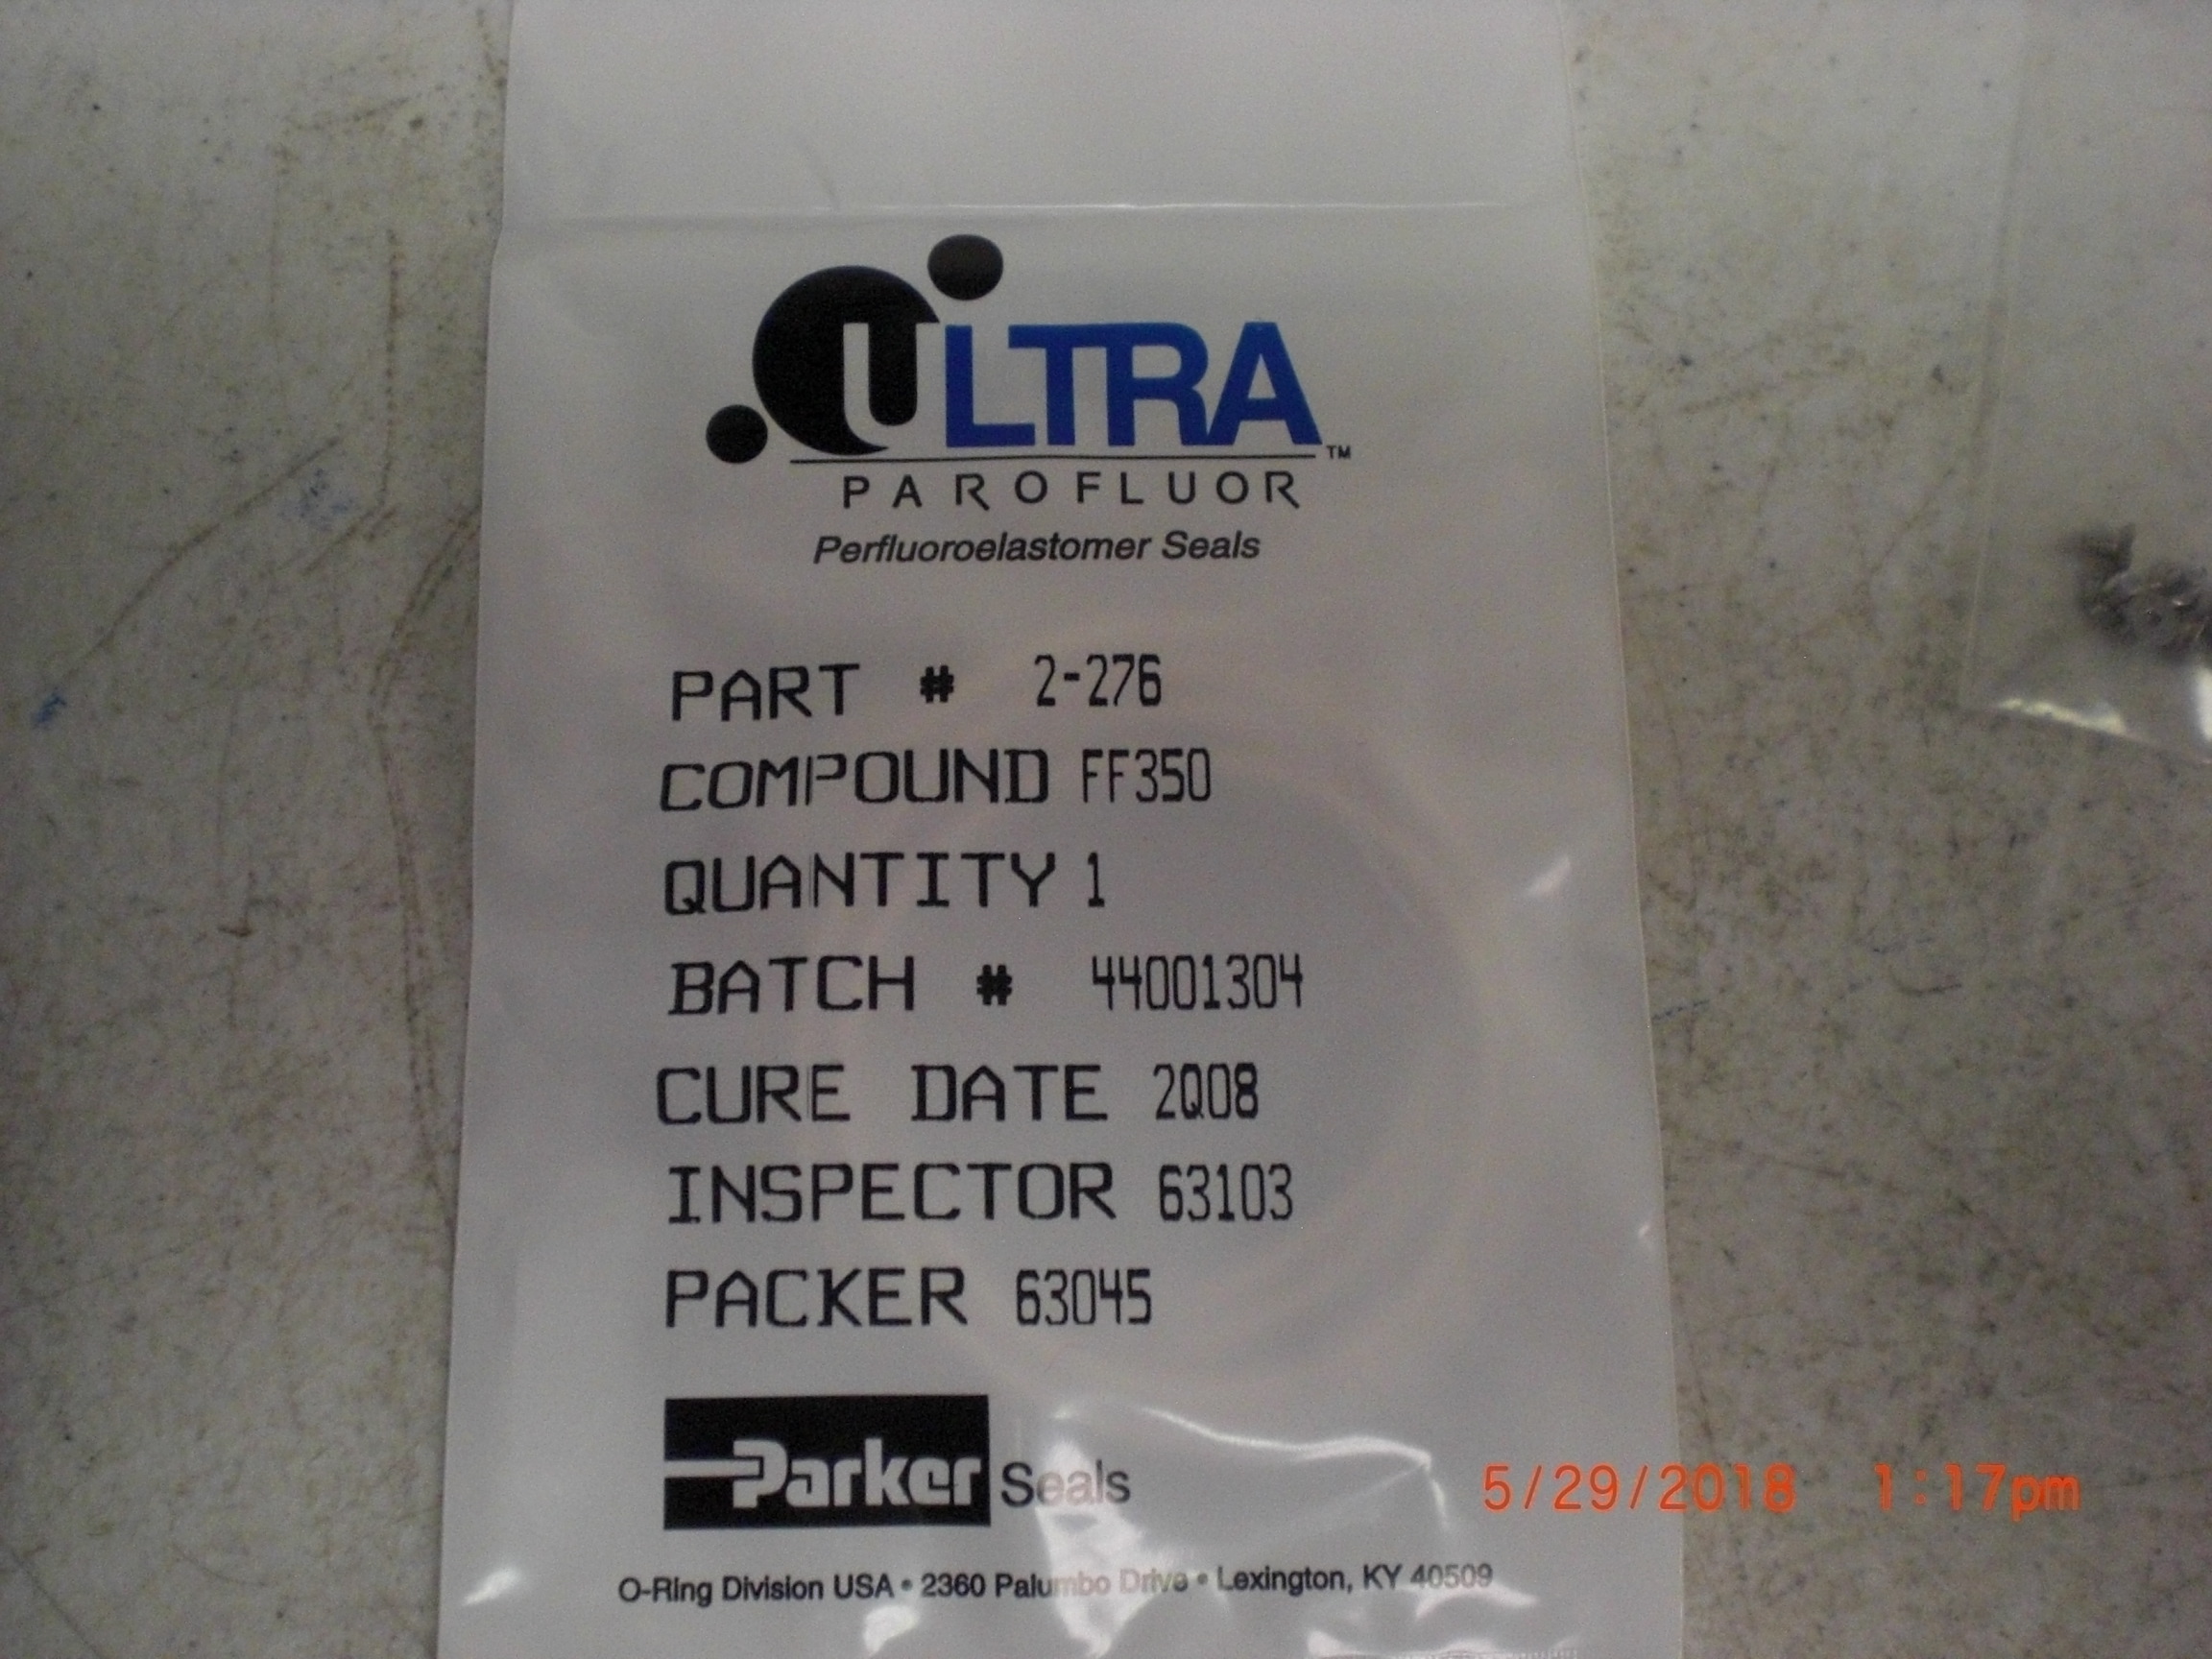 ULTRA™
PAROFLUOR
Perfluoroelastomer Seals
PART # 2-276
COMPOUND FF350
QUANTITY 1
BATCH # 44001304
CURE DATE 2Q08
INSPECTOR 63103
PACKER 63045
Parker Seals
5/29/2018 1:17pm
O-Ring Division USA • 2360 Palumbo Drive • Lexington, KY 40509